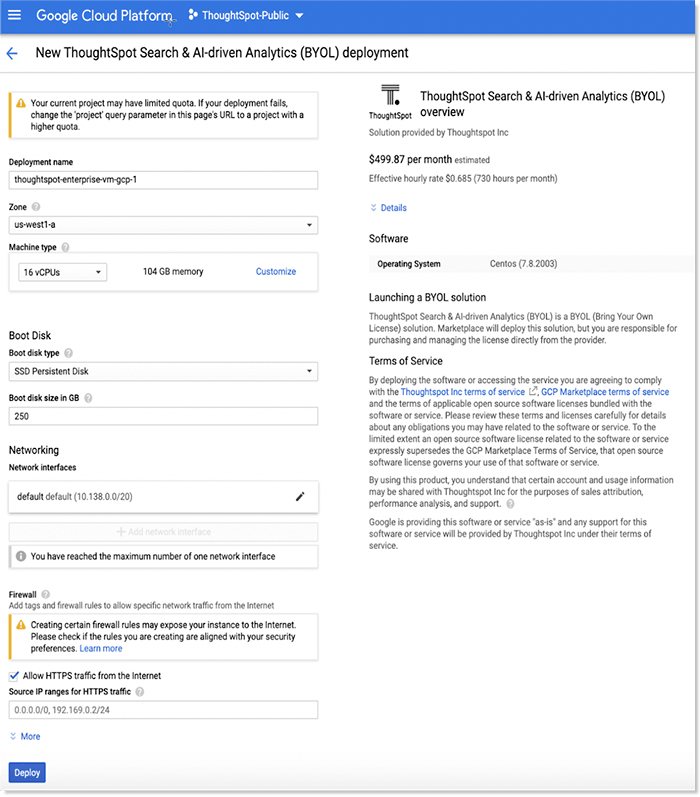 Google Cloud Platform
ThoughtSpot-Public
New ThoughtSpot Search & AI-driven Analytics (BYOL) deployment
Your current project may have limited quota. If your deployment fails,
change the 'project' query parameter in this page's URL to a project with a
higher quota.
Deployment name
thoughtspot-enterprise-vm-gcp-1
Zone
us-west1-a
Machine type
16 vCPUs
104 GB memory
Customize
Boot Disk
Boot disk type
SSD Persistent Disk
Boot disk size in GB
250
Networking
Network interfaces
default default (10.138.0.0/20)
Add network interface
You have reached the maximum number of one network interface
Firewall
Add tags and firewall rules to allow specific network traffic from the Internet
Creating certain firewall rules may expose your instance to the Internet.
Please check if the rules you are creating are aligned with your security
preferences. Learn more
Allow HTTPS traffic from the Internet
Source IP ranges for HTTPS traffic
0.0.0.0/0, 192.169.0.2/24
More
Deploy
ThoughtSpot
ThoughtSpot Search & AI-driven Analytics (BYOL)
overview
Solution provided by Thoughtspot Inc
$499.87 per month estimated
Effective hourly rate $0.685 (730 hours per month)
Details
Software
Operating System
Centos (7.8.2003)
Launching a BYOL solution
ThoughtSpot Search & AI-driven Analytics (BYOL) is a BYOL (Bring Your Own
License) solution. Marketplace will deploy this solution, but you are responsible for
purchasing and managing the license directly from the provider.
Terms of Service
By deploying the software or accessing the service you are agreeing to comply
with the Thoughtspot Inc terms of service, GCP Marketplace terms of service
and the terms of applicable open source software licenses bundled with the
software or service. Please review these terms and licenses carefully for details
about any obligations you may have related to the software or service. To the
limited extent an open source software license related to the software or service
expressly supersedes the GCP Marketplace Terms of Service, that open source
software license governs your use of that software or service.
By using this product, you understand that certain account and usage information
may be shared with Thoughtspot Inc for the purposes of sales attribution,
performance analysis, and support.
Google is providing this software or service "as-is" and any support for this
software or service will be provided by Thoughtspot Inc under their terms of
service.